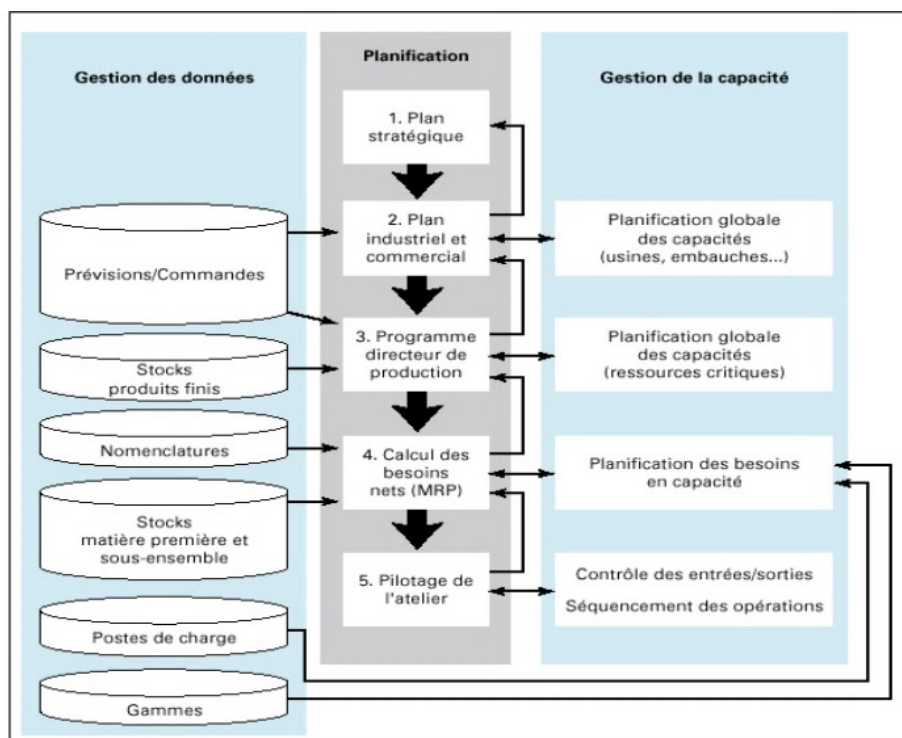 Gestion des données
Prévisions/Commandes
Stocks
produits finis
Nomenclatures
Stocks
matière première et
sous-ensemble
Postes de charge
Gammes
Planification
1. Plan
stratégique
2. Plan
industriel et
commercial
3. Programme
directeur de
production
4. Calcul des
besoins
nets (MRP)
5. Pilotage de
l'atelier
Gestion de la capacité
Planification globale
des capacités
(usines, embauches...)
Planification globale
des capacités
(ressources critiques)
Planification des besoins
en capacité
Contrôle des entrées/sorties
Séquencement des opérations